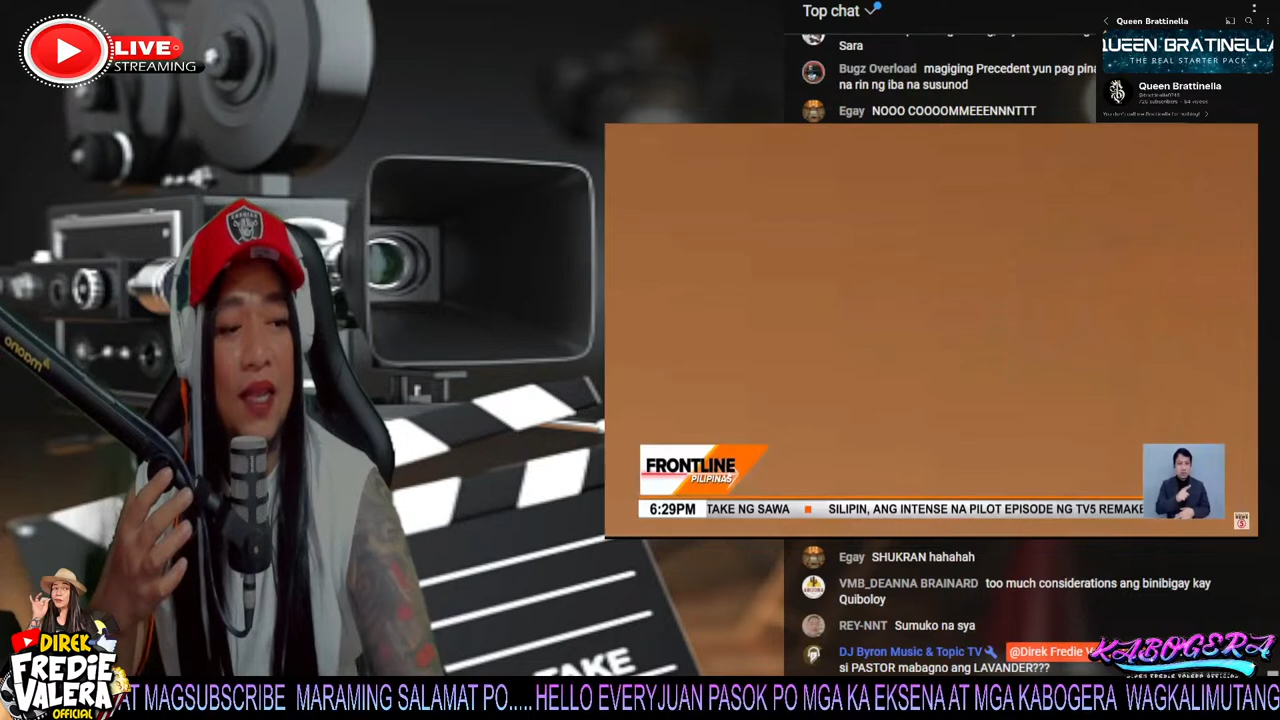 LIVE
STREAMING
Top chat
Sara
Bugz Overload magiging Precedent yun pag pina
na rin ng iba na susunod
Egay NOOO COOOOMMEEENNNTTT
Queen Brattinella
QUEEN BRATINELLA
THE REAL STARTER PACK
Queen Brattinella
maono
FRONTLINE
PILIPINAS
6:29PM TAKE NG SAWA ▪ SILIPIN, ANG INTENSE NA PILOT EPISODE NG TV5 REMAKE
Egay SHUKRAN hahahah
VMB_DEANNA BRAINARD too much considerations ang binibigay kay
Quiboloy
REY-NNT Sumuko na sya
DJ Byron Music & Topic TV @Direk Fredie V
si PASTOR mabagno ang LAVANDER???
KABOGERA
TAKE
DIREK
FREDIE
VALERA
OFFICIAL
AT MAGSUBSCRIBE MARAMING SALAMAT PO..... HELLO EVERYJUAN PASOK PO MGA KA EKSENA AT MGA KABOGERA WAGKALIMUTANG